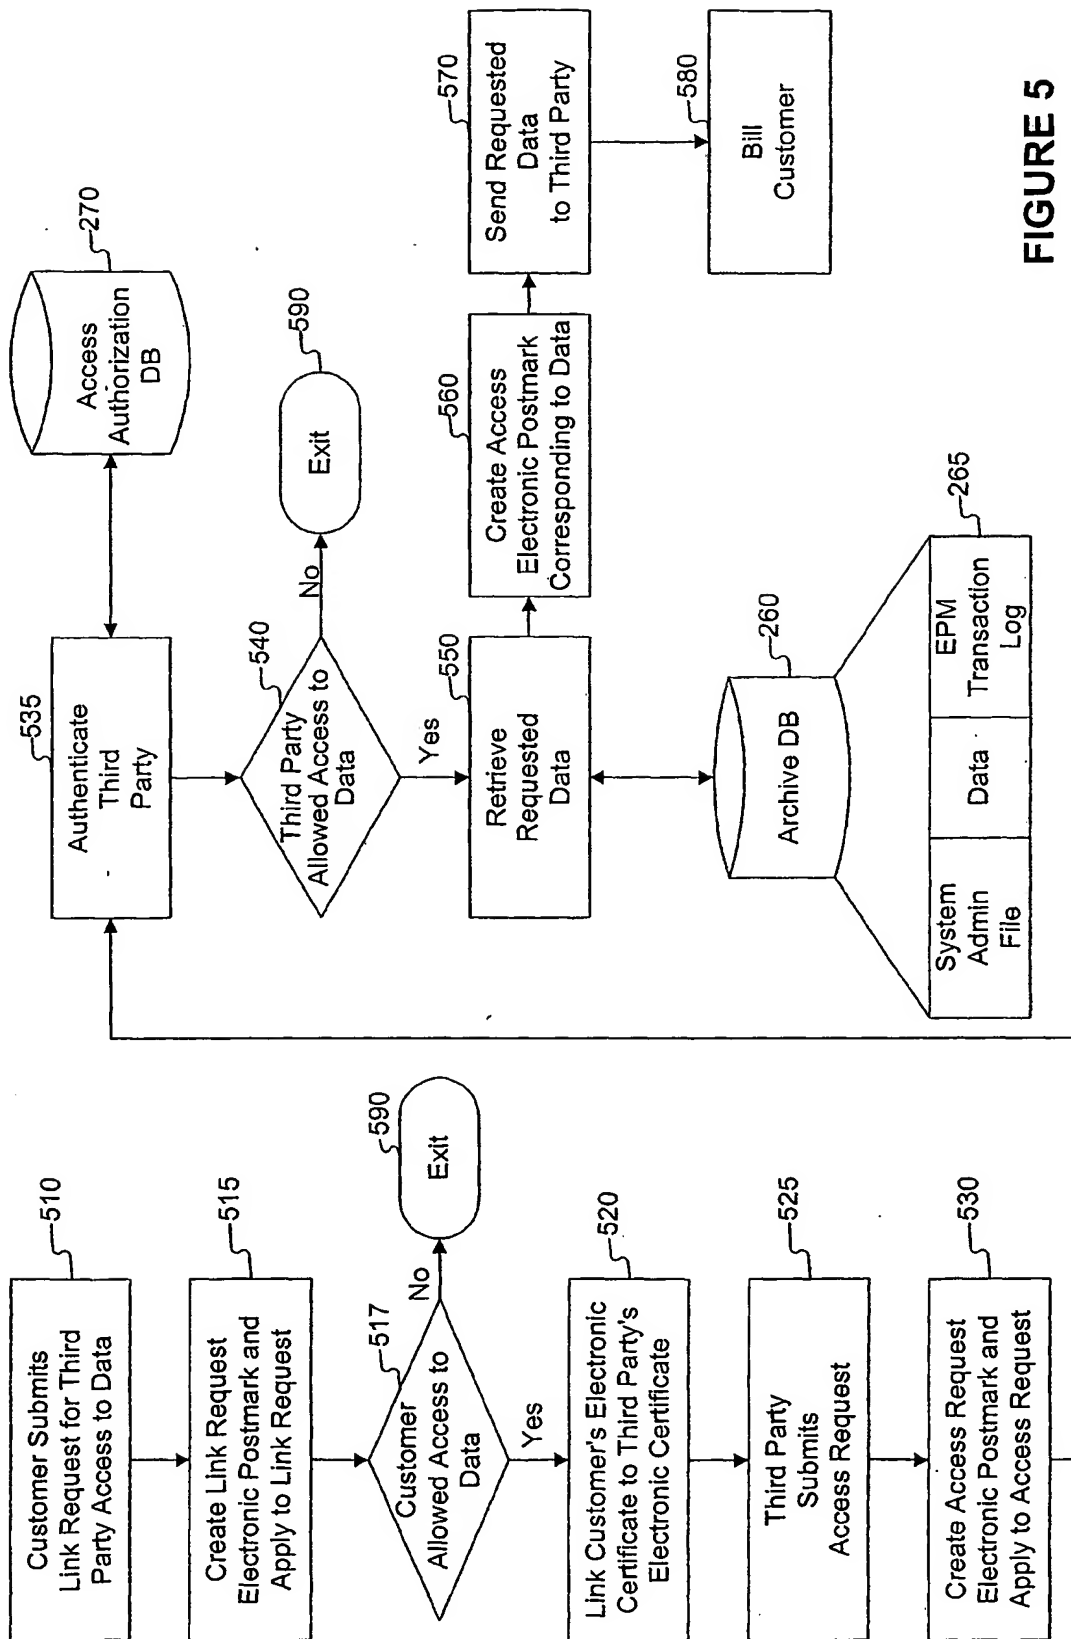 Customer Submits
Link Request for Third
Party Access to Data
510
Create Link Request
Electronic Postmark and
Apply to Link Request
515
Customer
Allowed Access to
Data
517
No
Exit
590
Yes
Link Customer's Electronic
Certificate to Third Party's
Electronic Certificate
520
Third Party
Submits
Access Request
525
Create Access Request
Electronic Postmark and
Apply to Access Request
530
Authenticate
Third
Party
535
Access
Authorization
DB
270
Third Party
Allowed Access to
Data
540
No
Exit
590
Yes
Retrieve
Requested
Data
550
Create Access
Electronic Postmark
Corresponding to Data
560
Send Requested
Data
to Third Party
570
Bill
Customer
580
Archive DB
260
System
Admin
File
Data
EPM
Transaction
Log
265
FIGURE 5